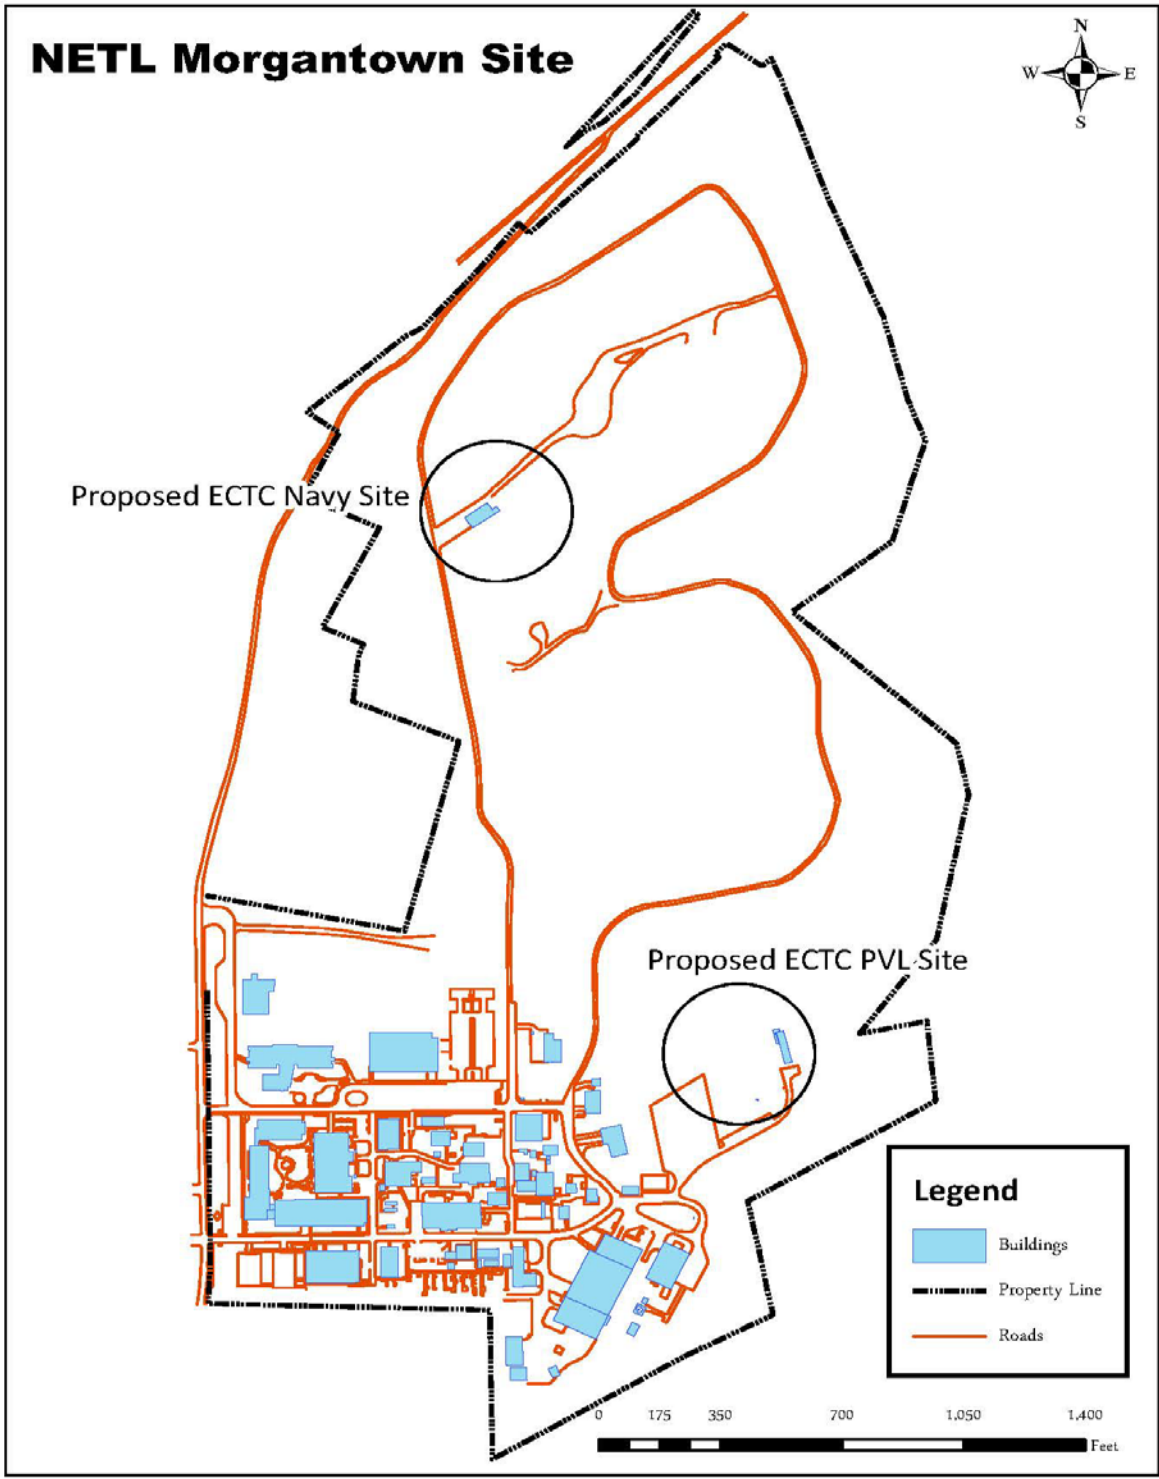 NETL Morgantown Site
N
W E
S
Proposed ECTC Navy Site
Proposed ECTC PVL Site
Legend
Buildings
Property Line
Roads
0 175 350 700 1,050 1,400
Feet